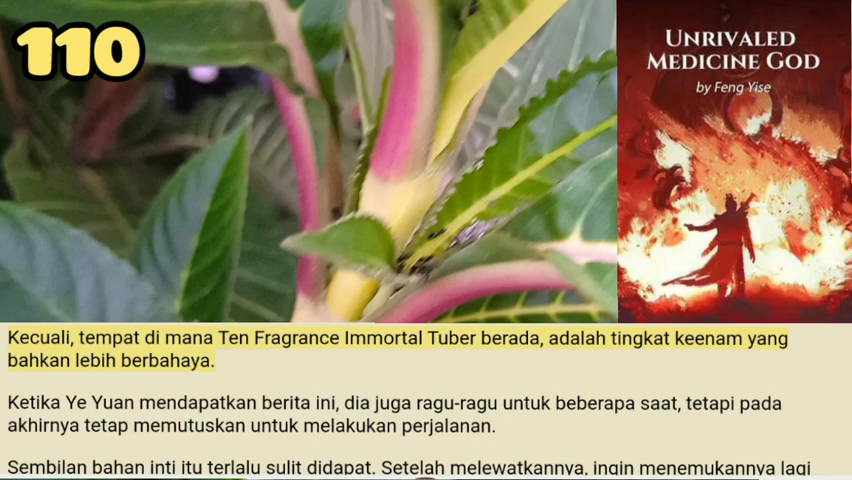 110
UNRIVALED
MEDICINE GOD
by Feng Yise
Kecuali, tempat di mana Ten Fragrance Immortal Tuber berada, adalah tingkat keenam yang
bahkan lebih berbahaya.
Ketika Ye Yuan mendapatkan berita ini, dia juga ragu-ragu untuk beberapa saat, tetapi pada
akhirnya tetap memutuskan untuk melakukan perjalanan.
Sembilan bahan inti itu terlalu sulit didapat. Setelah melewatkannya, ingin menemukannya lagi